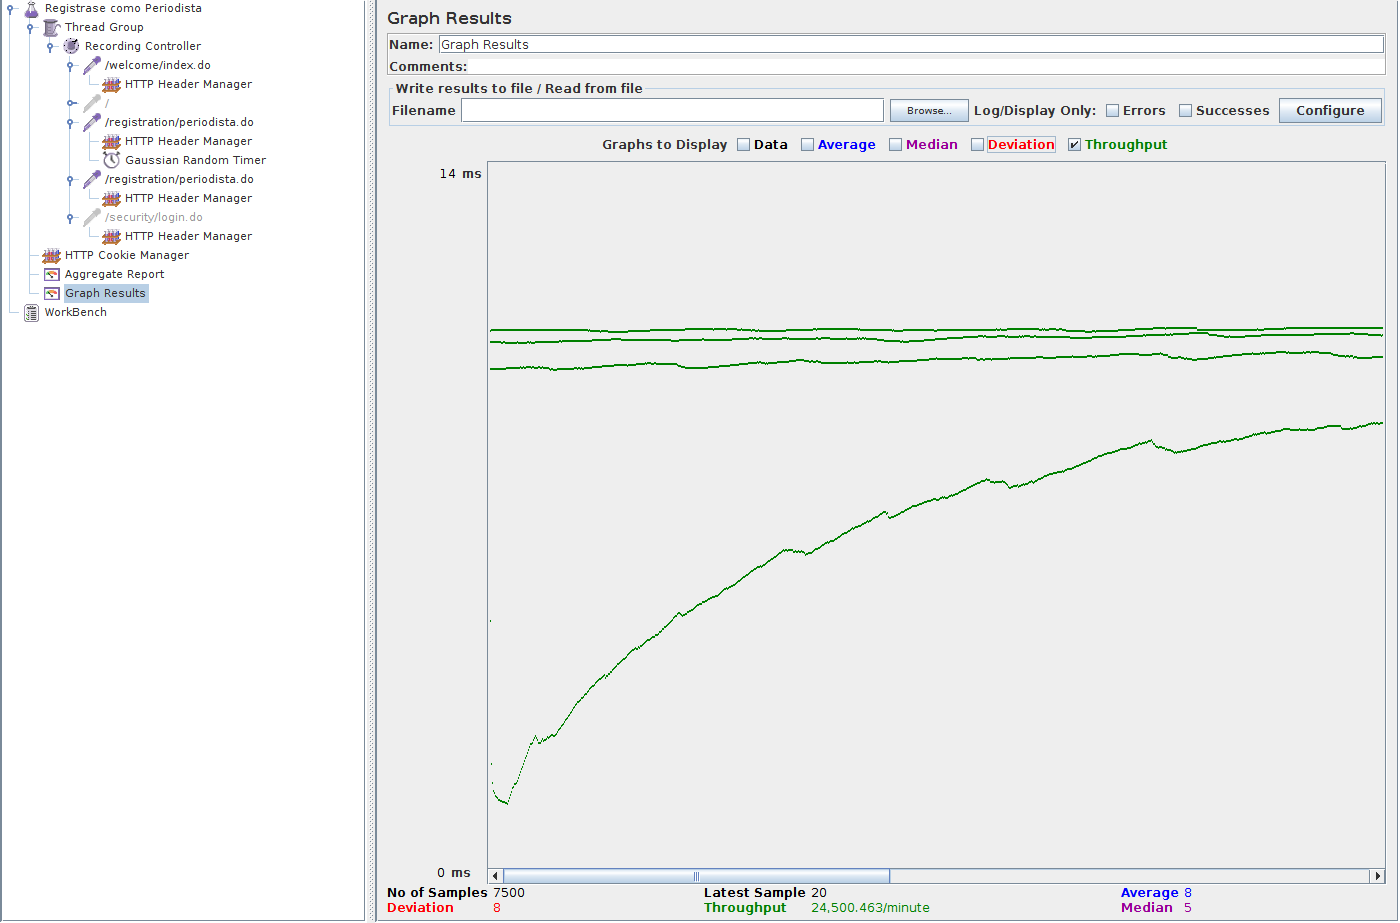 Registrase como Periodista
Thread Group
Recording Controller
/welcome/index.do
HTTP Header Manager
/
/registration/periodista.do
HTTP Header Manager
Gaussian Random Timer
/registration/periodista.do
HTTP Header Manager
/security/login.do
HTTP Header Manager
HTTP Cookie Manager
Aggregate Report
Graph Results
WorkBench
Graph Results
Name: Graph Results
Comments:
Write results to file / Read from file
Filename Browse... Log/Display Only: Errors Successes Configure
Graphs to Display Data Average Median Deviation Throughput
14 ms
0 ms
No of Samples 7500 Latest Sample 20 Average 8
Deviation 8 Throughput 24,500.463/minute Median 5